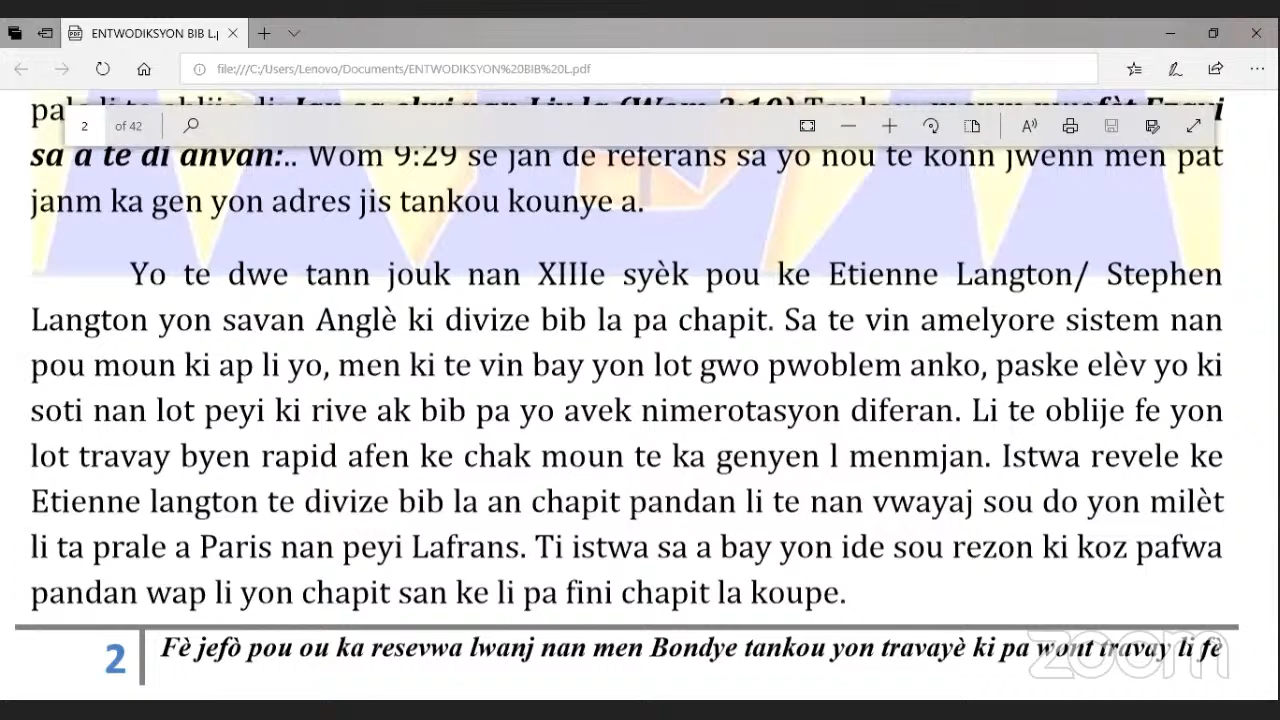 ENTWODIKSYON BIB L.p
file:///C:/Users/Lenovo/Documents/ENTWODIKSYON%20BIB%20L.pdf
2 of 42
sa a te di anvan:.. Wom 9:29 se jan de referans sa yo nou te konn jwenn men pat
janm ka gen yon adres jis tankou kounye a.
Yo te dwe tann jouk nan XIIIe syèk pou ke Etienne Langton/ Stephen
Langton yon savan Anglè ki divize bib la pa chapit. Sa te vin amelyore sistem nan
pou moun ki ap li yo, men ki te vin bay yon lot gwo pwoblem anko, paske elèv yo ki
soti nan lot peyi ki rive ak bib pa yo avek nimerotasyon diferan. Li te oblije fe yon
lot travay byen rapid afen ke chak moun te ka genyen l menmjan. Istwa revele ke
Etienne langton te divize bib la an chapit pandan li te nan vwayaj sou do yon milèt
li ta prale a Paris nan peyi Lafrans. Ti istwa sa a bay yon ide sou rezon ki koz pafwa
pandan wap li yon chapit san ke li pa fini chapit la koupe.
2 Fè jefò pou ou ka resevwa lwanj nan men Bondye tankou yon travayè ki pa wont travay li fè
zoom